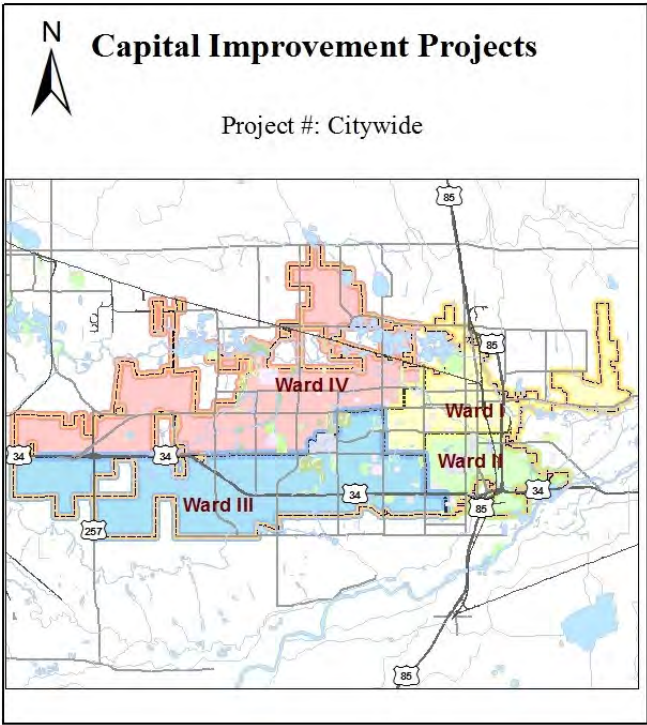 N
Capital Improvement Projects
Project #: Citywide
85
85
Ward IV
Ward I
34
34
Ward II
34
34
Ward III
85
257
85